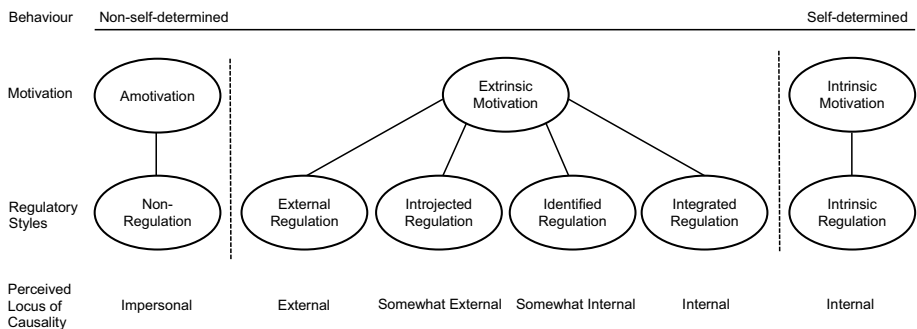 Behaviour Non-self-determined Self-determined
Motivation
Amotivation
Extrinsic
Motivation
Intrinsic
Motivation
Regulatory
Styles
Non-
Regulation
External
Regulation
Introjected
Regulation
Identified
Regulation
Integrated
Regulation
Intrinsic
Regulation
Perceived
Locus of
Causality
Impersonal
External
Somewhat External
Somewhat Internal
Internal
Internal